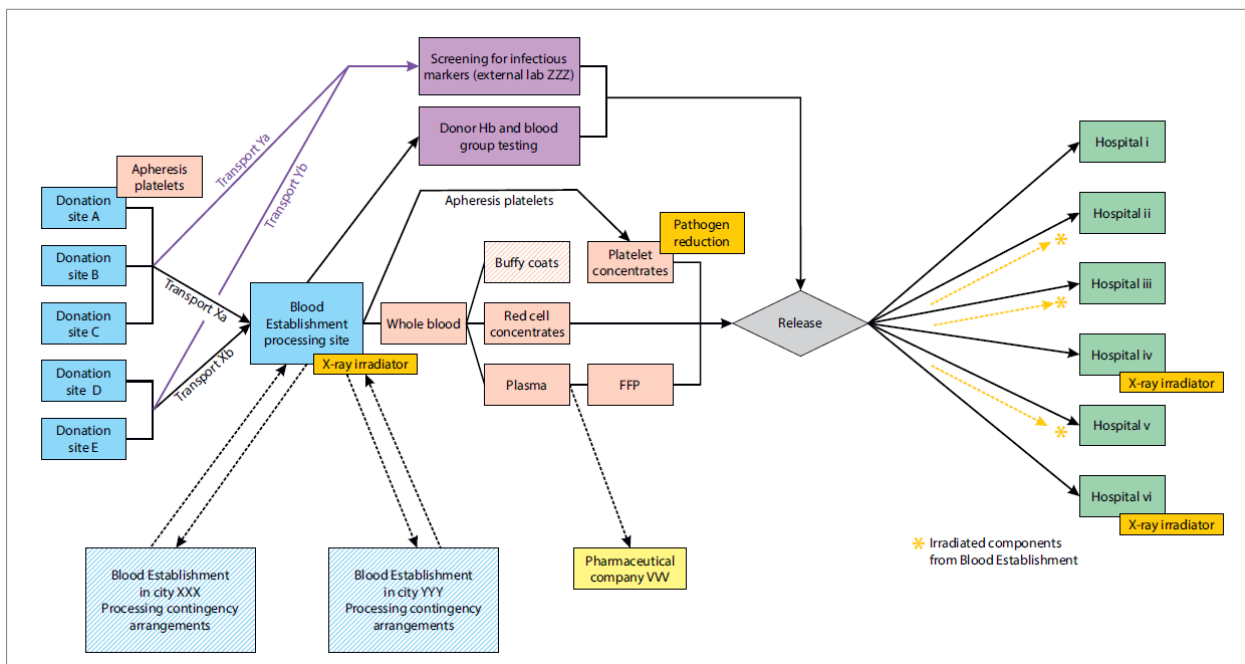 Screening for infectious
markers (external lab ZZZ)
Donor Hb and blood
group testing
Transport Ya
Transport Yb
Apheresis
platelets
Donation
site A
Donation
site B
Donation
site C
Donation
site D
Donation
site E
Transport Xa
Transport Xb
Blood
Establishment
processing site
X-ray irradiator
Apheresis platelets
Whole blood
Buffy coats
Red cell
concentrates
Plasma
Pathogen
reduction
Platelet
concentrates
FFP
Release
Hospital i
Hospital ii
Hospital iii
Hospital iv
X-ray irradiator
Hospital v
Hospital vi
X-ray irradiator
* Irradiated components
from Blood Establishment
Blood Establishment
in city XXX
Processing contingency
arrangements
Blood Establishment
in city YYY
Processing contingency
arrangements
Pharmaceutical
company VVV